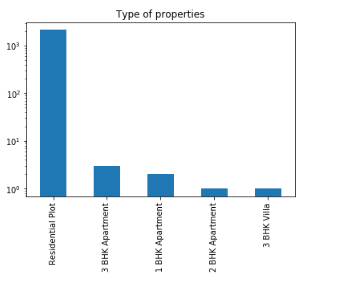 Type of properties
10³
10²
10¹
10⁰
Residential Plot
3 BHK Apartment
1 BHK Apartment
2 BHK Apartment
3 BHK Villa